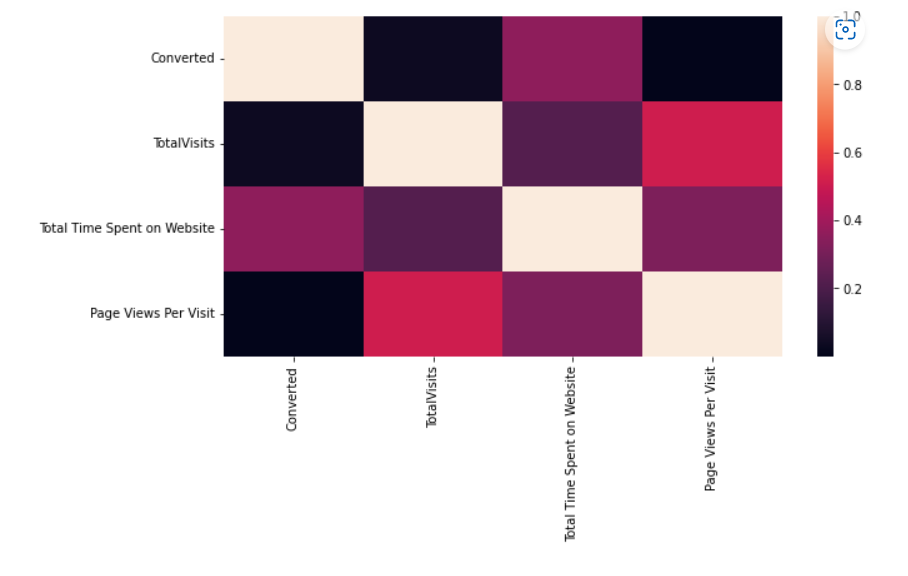 Converted
TotalVisits
Total Time Spent on Website
Page Views Per Visit
Converted
TotalVisits
Total Time Spent on Website
Page Views Per Visit
1.0
0.8
0.6
0.4
0.2